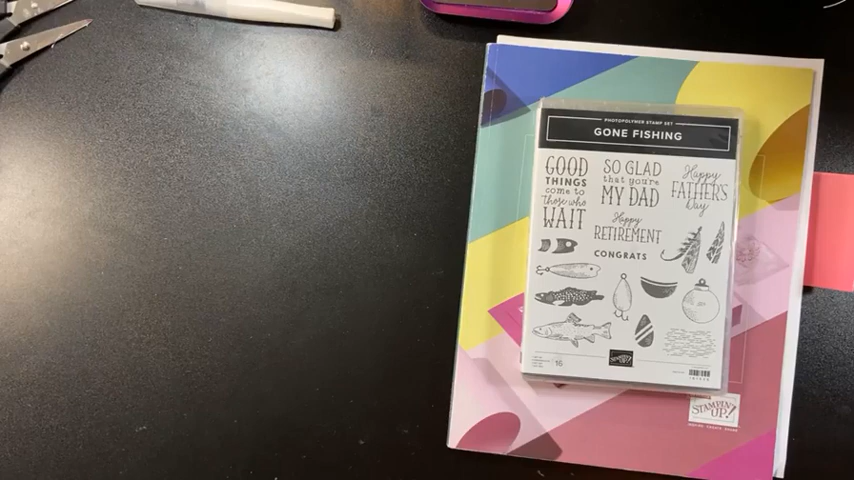 PHOTOPOLYMER STAMP SET
GONE FISHING
GOOD
THINGS
come to
those who
WAIT
SO GLAD
that you're
MY DAD
Happy
FATHER'S
Day
Happy
RETIREMENT
CONGRATS
16
STAMPIN' UP!